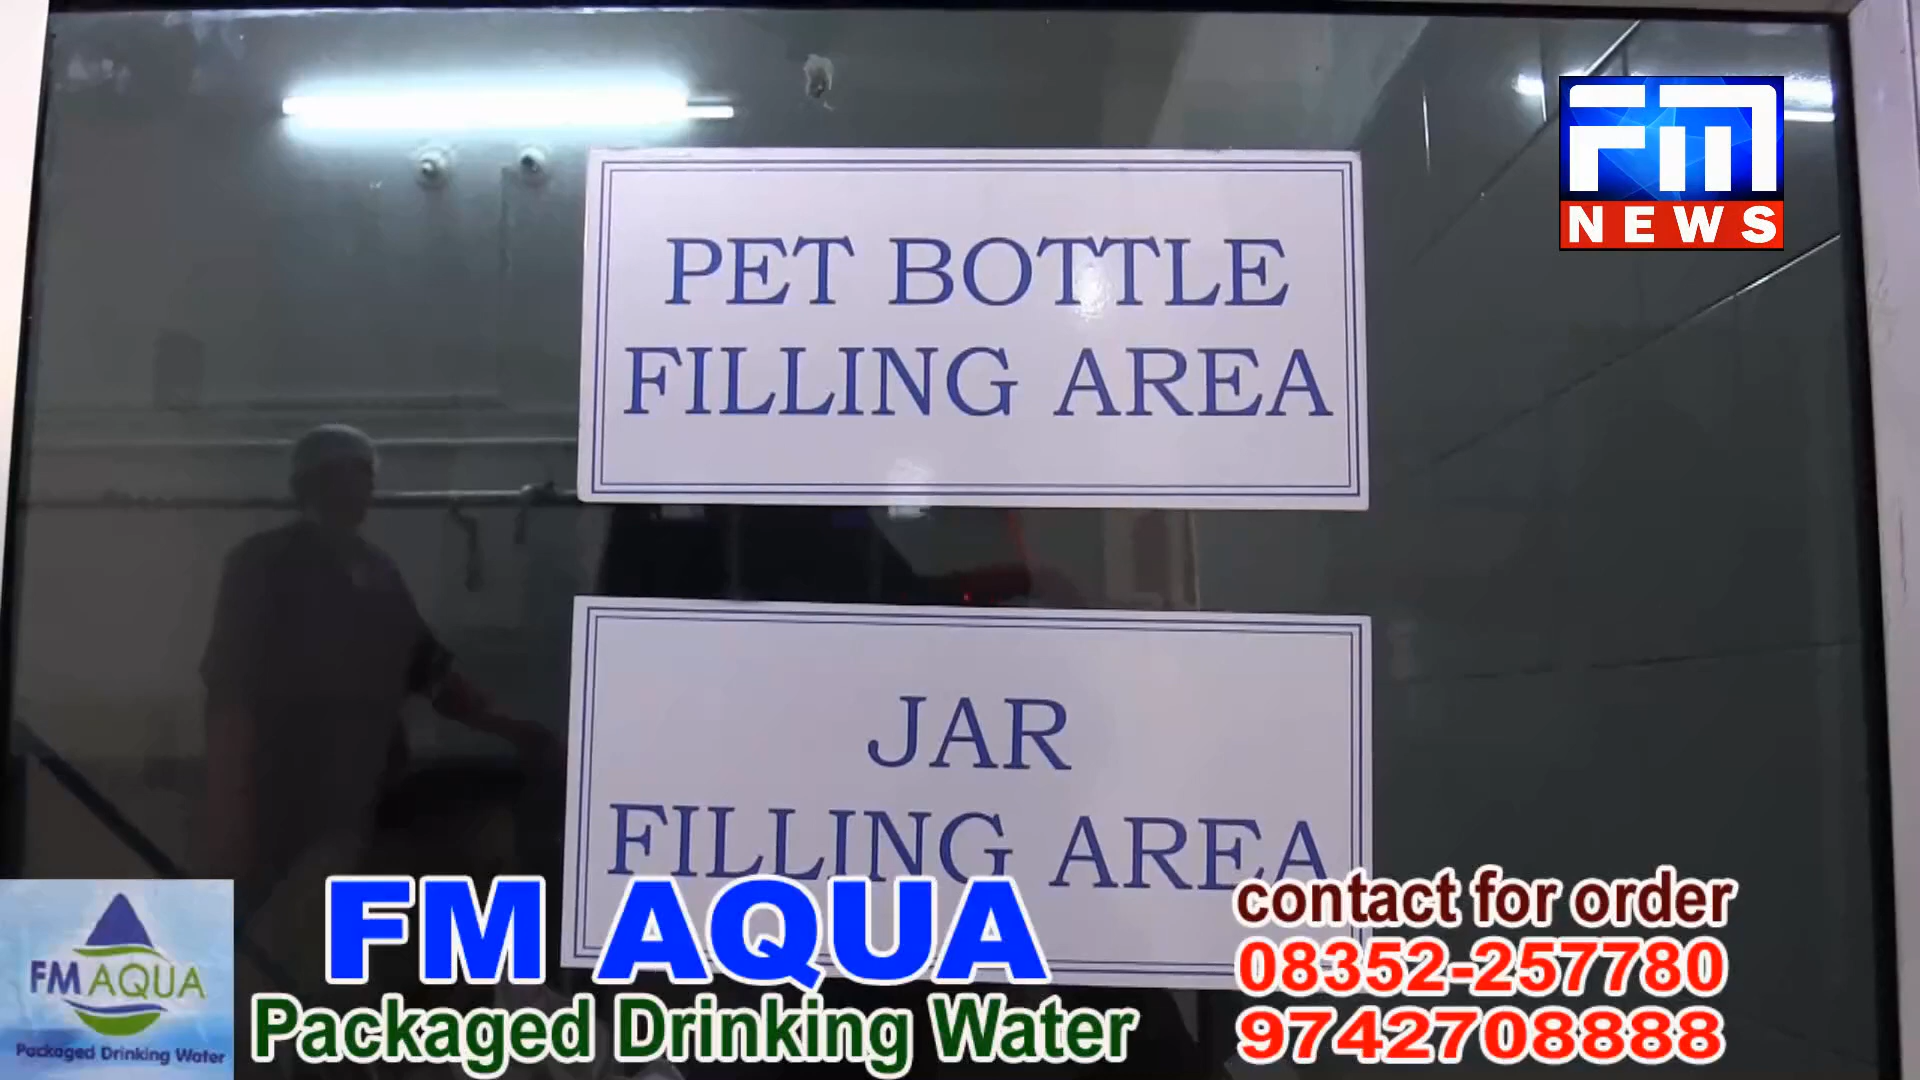 FM
NEWS
PET BOTTLE
FILLING AREA
JAR
FILLING AREA
FM AQUA
Packaged Drinking Water
FM AQUA
Packaged Drinking Water
contact for order
08352-257780
9742708888